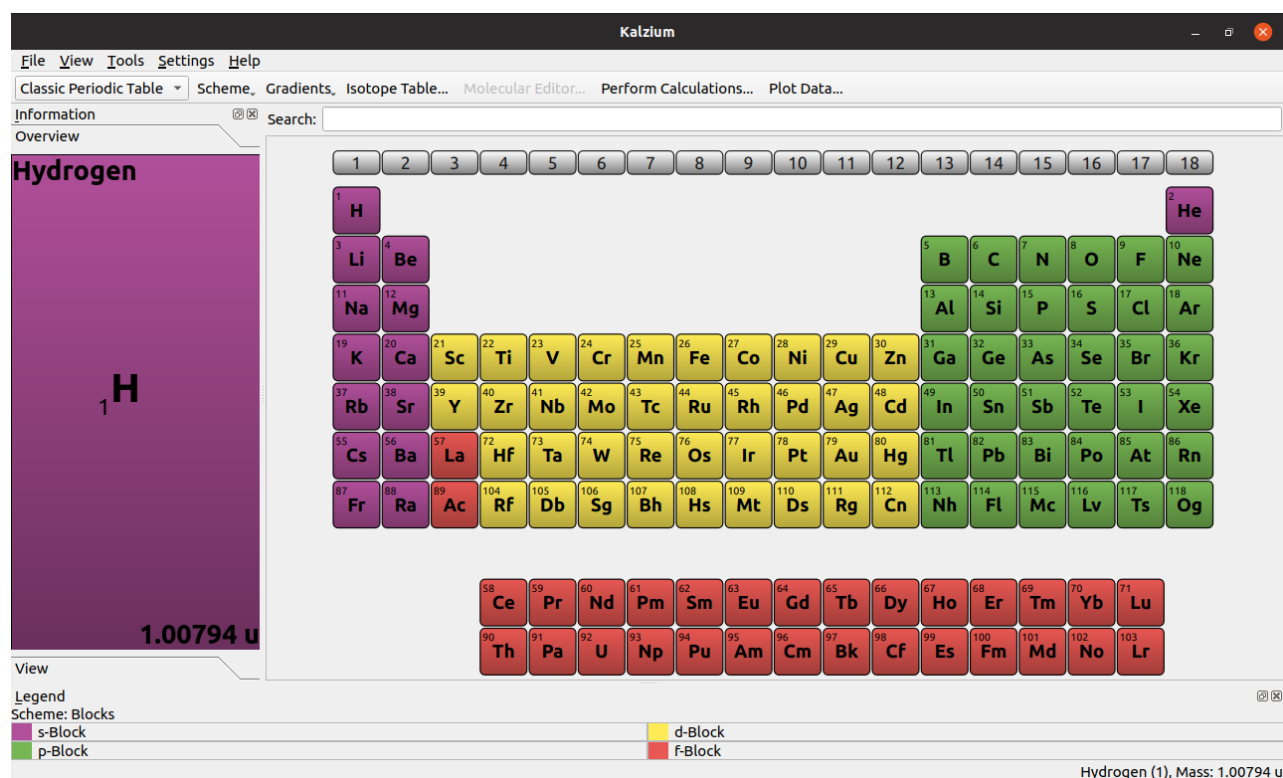 Kalzium
File View Tools Settings Help
Classic Periodic Table Scheme Gradients Isotope Table... Molecular Editor... Perform Calculations... Plot Data...
Information
Search:
Overview
Hydrogen
1H
1.00794 u
View
1 2 3 4 5 6 7 8 9 10 11 12 13 14 15 16 17 18
1 H 2 He
3 Li 4 Be 5 B 6 C 7 N 8 O 9 F 10 Ne
11 Na 12 Mg 13 Al 14 Si 15 P 16 S 17 Cl 18 Ar
19 K 20 Ca 21 Sc 22 Ti 23 V 24 Cr 25 Mn 26 Fe 27 Co 28 Ni 29 Cu 30 Zn 31 Ga 32 Ge 33 As 34 Se 35 Br 36 Kr
37 Rb 38 Sr 39 Y 40 Zr 41 Nb 42 Mo 43 Tc 44 Ru 45 Rh 46 Pd 47 Ag 48 Cd 49 In 50 Sn 51 Sb 52 Te 53 I 54 Xe
55 Cs 56 Ba 57 La 72 Hf 73 Ta 74 W 75 Re 76 Os 77 Ir 78 Pt 79 Au 80 Hg 81 Tl 82 Pb 83 Bi 84 Po 85 At 86 Rn
87 Fr 88 Ra 89 Ac 104 Rf 105 Db 106 Sg 107 Bh 108 Hs 109 Mt 110 Ds 111 Rg 112 Cn 113 Nh 114 Fl 115 Mc 116 Lv 117 Ts 118 Og
58 Ce 59 Pr 60 Nd 61 Pm 62 Sm 63 Eu 64 Gd 65 Tb 66 Dy 67 Ho 68 Er 69 Tm 70 Yb 71 Lu
90 Th 91 Pa 92 U 93 Np 94 Pu 95 Am 96 Cm 97 Bk 98 Cf 99 Es 100 Fm 101 Md 102 No 103 Lr
Legend
Scheme: Blocks
s-Block d-Block
p-Block f-Block
Hydrogen (1), Mass: 1.00794 u